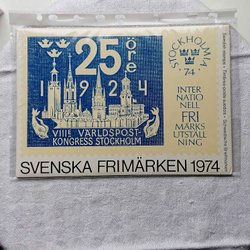 25 öre
1924
VIIIe VÄRLDSPOST-
KONGRESS STOCKHOLM
STOCKHOLMIA
74
INTER
NATIO
NELL
FRI
MÄRKS
UTSTÄLL
NING
SVENSKA FRIMÄRKEN 1974